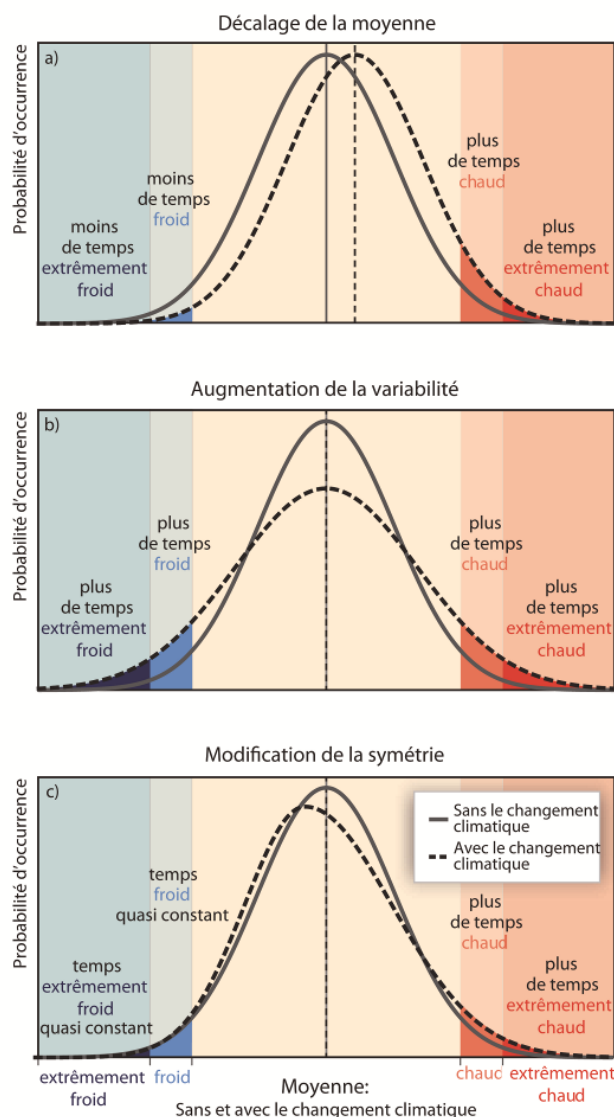 Décalage de la moyenne
Probabilité d'occurrence
a)
moins
de temps
extrêmement
froid
moins
de temps
froid
plus
de temps
chaud
plus
de temps
extrêmement
chaud
Augmentation de la variabilité
Probabilité d'occurrence
b)
plus
de temps
extrêmement
froid
plus
de temps
froid
plus
de temps
chaud
plus
de temps
extrêmement
chaud
Modification de la symétrie
Probabilité d'occurrence
c)
Sans le changement
climatique
Avec le changement
climatique
temps
extrêmement
froid
quasi constant
temps
froid
quasi constant
plus
de temps
chaud
plus
de temps
extrêmement
chaud
extrêmement
froid
froid
Moyenne:
Sans et avec le changement climatique
chaud
extrêmement
chaud